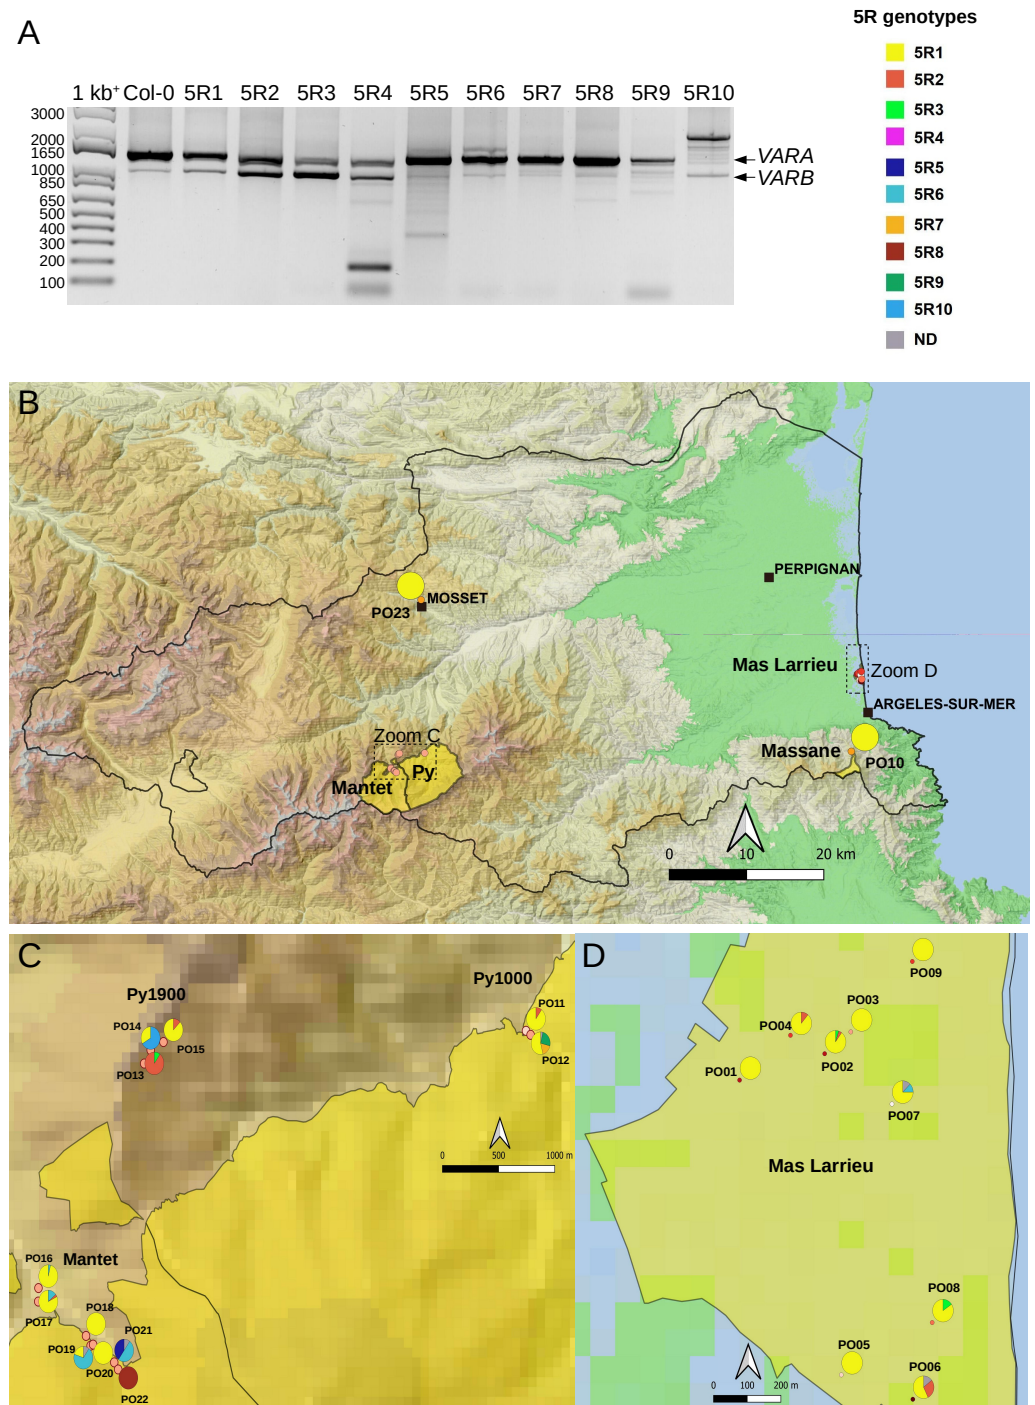 A
5R genotypes
5R1
5R2
5R3
5R4
5R5
5R6
5R7
5R8
5R9
5R10
ND
1 kb+ Col-0 5R1 5R2 5R3 5R4 5R5 5R6 5R7 5R8 5R9 5R10
3000
2000
1650
1000
850
650
500
400
300
200
100
VARA
VARB
B
PERPIGNAN
MOSSET
PO23
Mas Larrieu
Zoom D
ARGELES-SUR-MER
Zoom C
Massane
PO10
Py
Mantet
0 10 20 km
C
Py1000
Py1900
PO11
PO14
PO15
PO12
PO13
0 500 1000 m
PO16
Mantet
PO18
PO17
PO21
PO19
PO20
PO22
D
PO09
PO03
PO04
PO02
PO01
PO07
Mas Larrieu
PO08
PO05
PO06
0 100 200 m